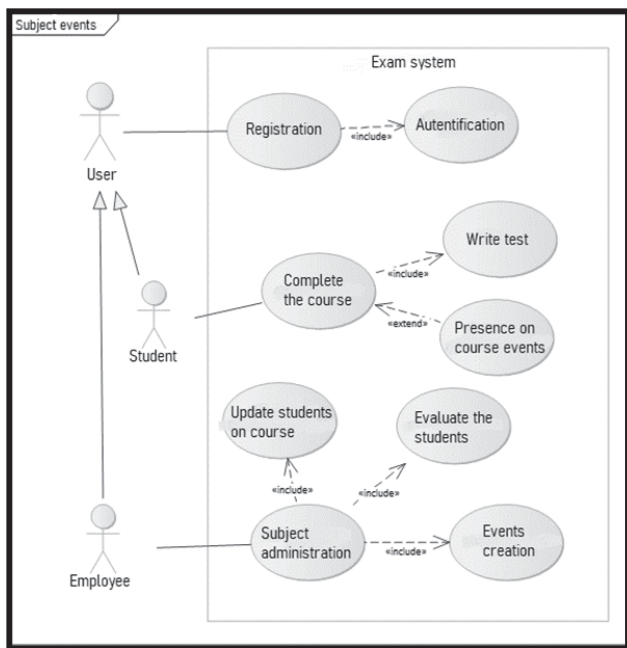 Subject events
Exam system
User
Registration
«include»
Autentification
Write test
Complete
the course
«include»
«extend»
Presence on
course events
Student
Update students
on course
Evaluate the
students
«include»
«include»
Subject
administration
«include»
Events
creation
Employee